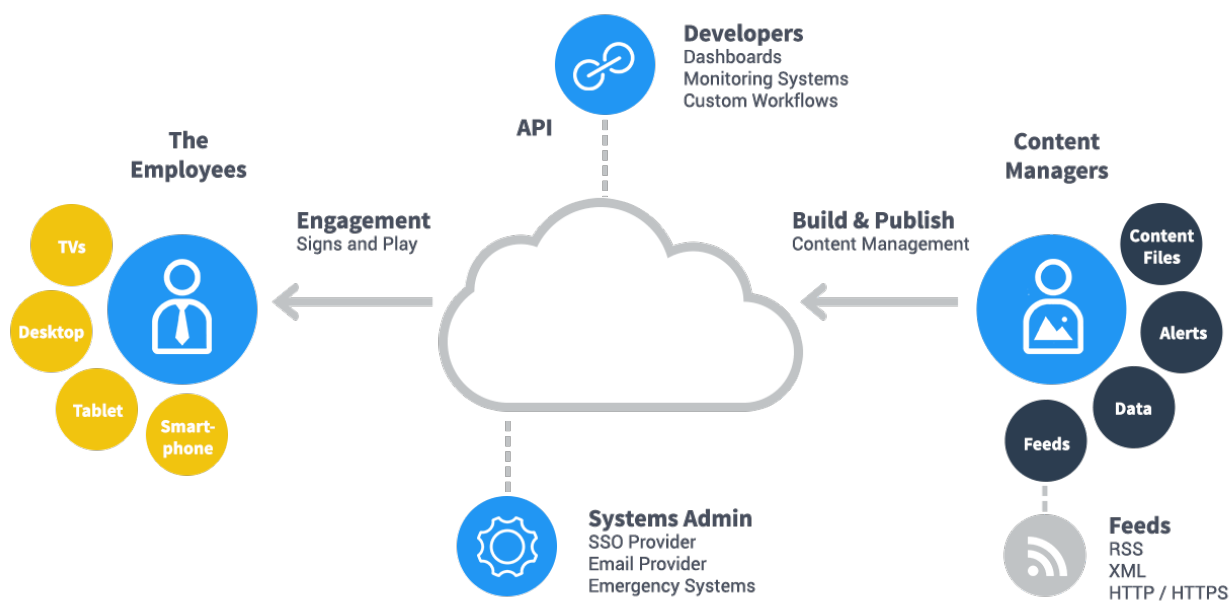 Developers
Dashboards
Monitoring Systems
Custom Workflows
API
The
Employees
Content
Managers
Engagement
Signs and Play
Build & Publish
Content Management
TVs
Desktop
Tablet
Smart-
phone
Content
Files
Alerts
Data
Feeds
Systems Admin
SSO Provider
Email Provider
Emergency Systems
Feeds
RSS
XML
HTTP / HTTPS